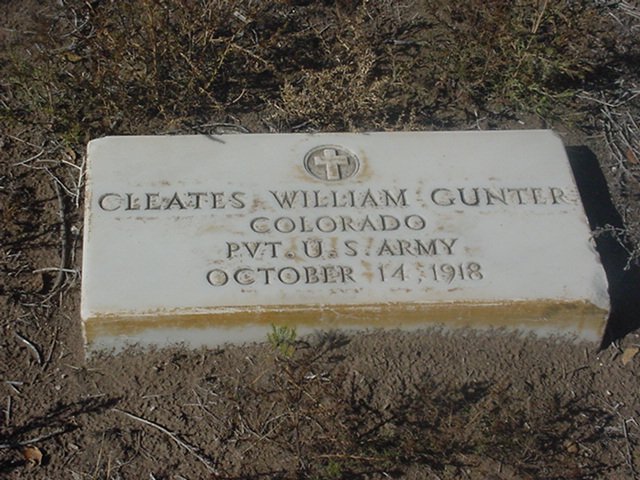 CLEATES WILLIAM GUNTER
COLORADO
PVT. U. S. ARMY
OCTOBER 14, 1918